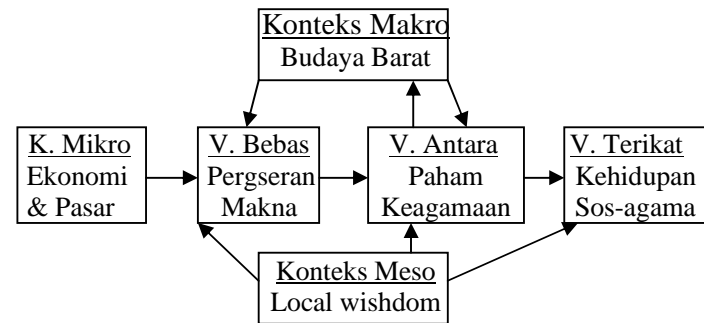 Konteks Makro
Budaya Barat
K. Mikro
Ekonomi
& Pasar
V. Bebas
Pergseran
Makna
V. Antara
Paham
Keagamaan
V. Terikat
Kehidupan
Sos-agama
Konteks Meso
Local wishdom